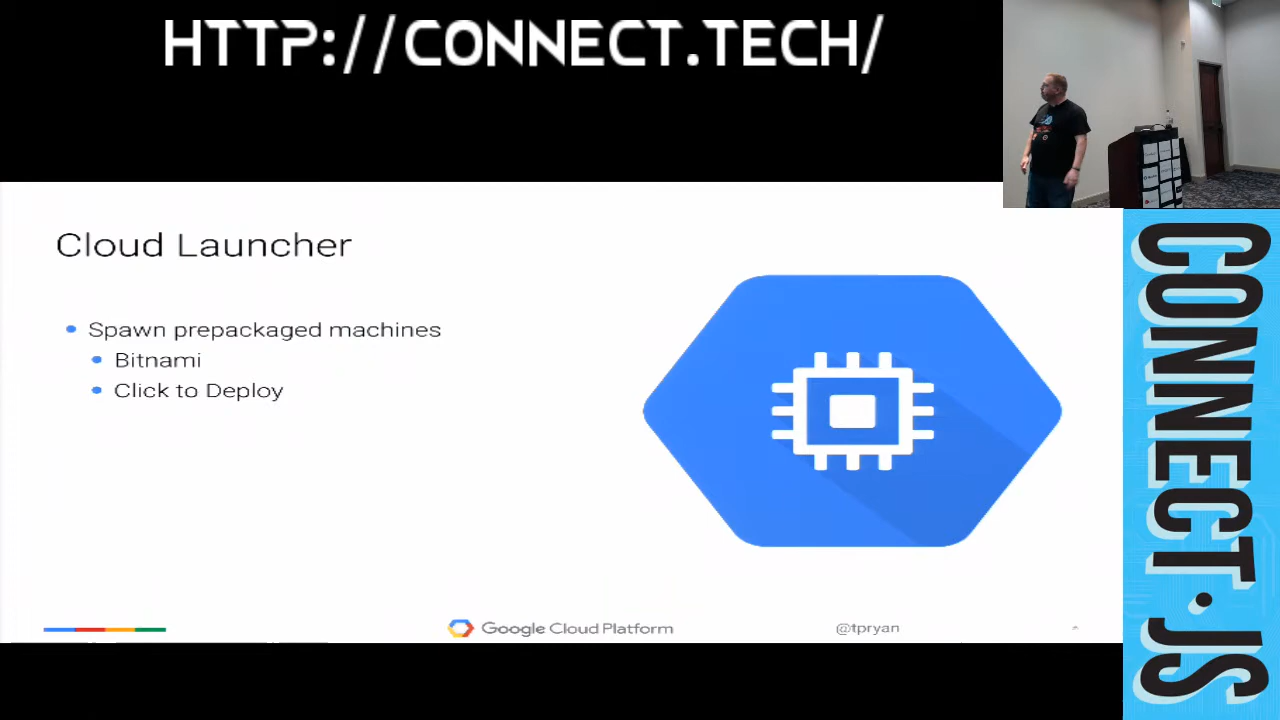 HTTP://CONNECT.TECH/
Cloud Launcher
Spawn prepackaged machines
Bitnami
Click to Deploy
Google Cloud Platform
@tpryan
CONNECT.JS